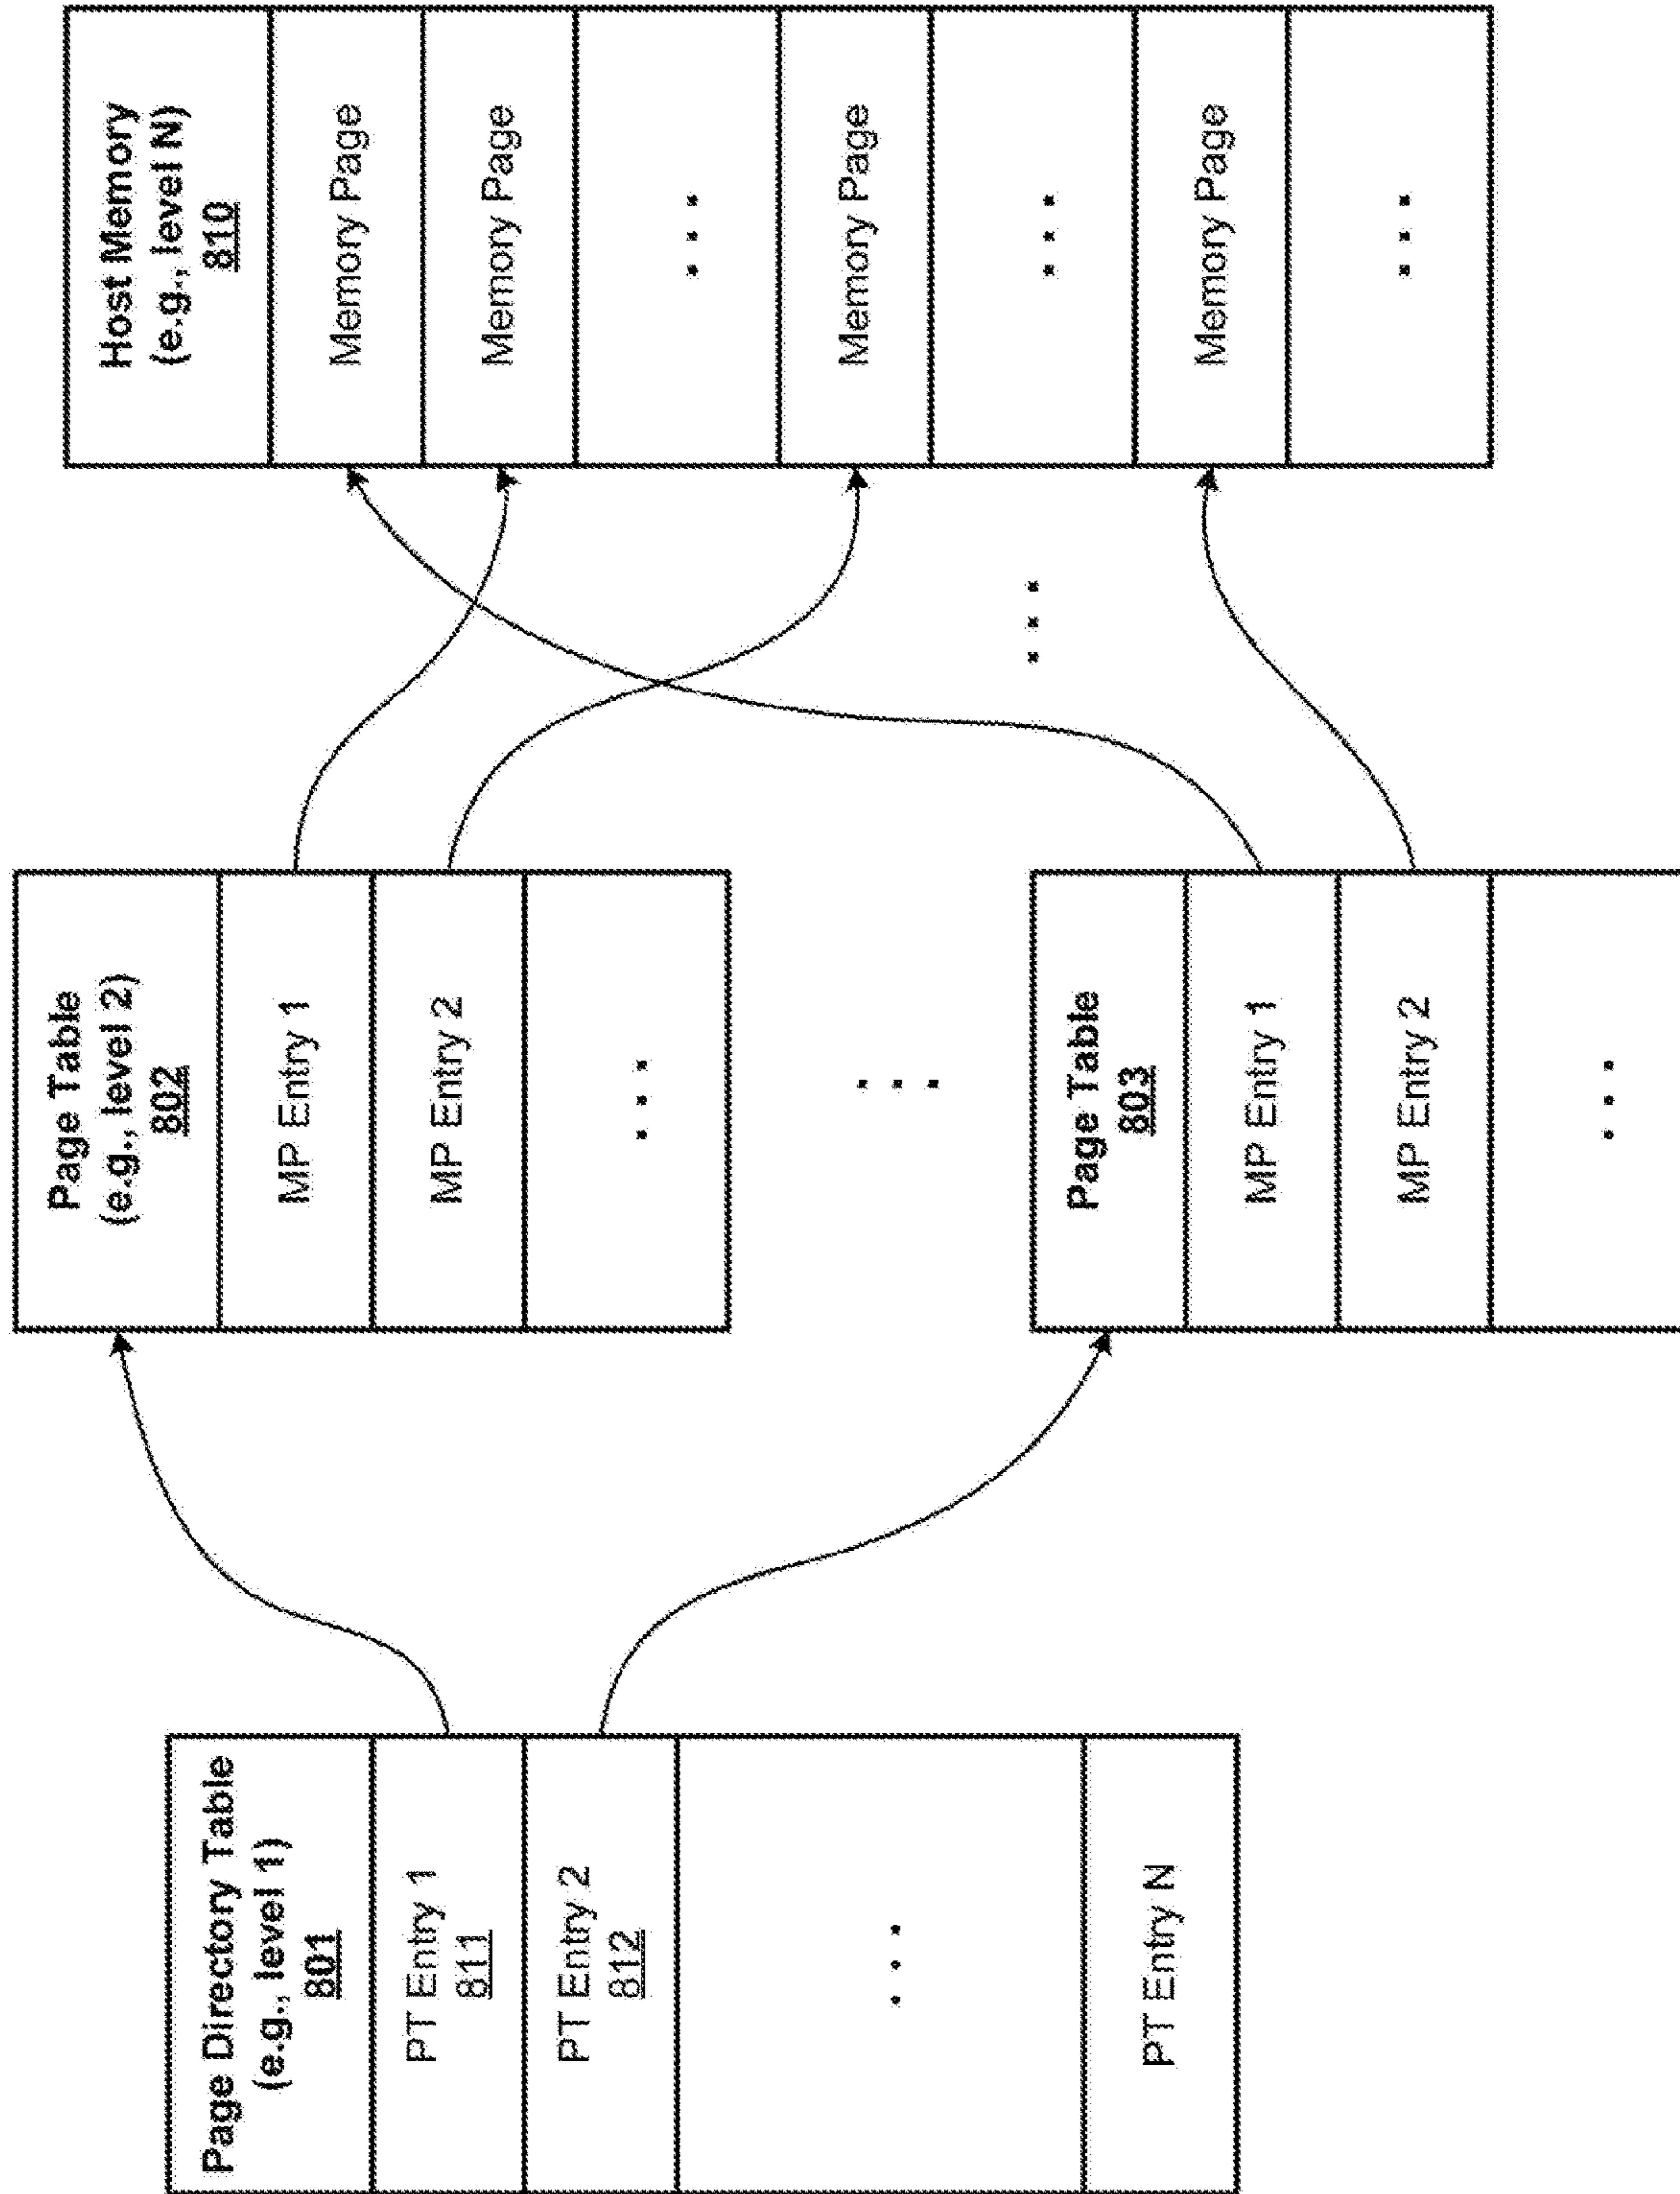 Page Directory Table
(e.g., level 1)
801
PT Entry 1
811
PT Entry 2
812
. . .
PT Entry N
Page Table
(e.g., level 2)
802
MP Entry 1
MP Entry 2
. . .
. . .
Page Table
803
MP Entry 1
MP Entry 2
. . .
. . .
Host Memory
(e.g., level N)
810
Memory Page
Memory Page
. . .
Memory Page
. . .
Memory Page
. . .